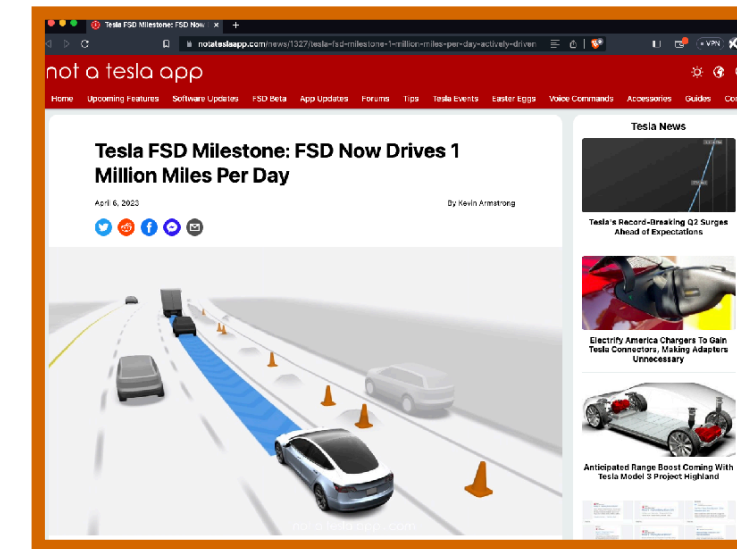 Tesla FSD Milestone: FSD Now
notateslaapp.com/news/1327/tesla-fsd-milestone-1-million-miles-per-day-actively-driven
VPN
not a tesla app
Home Upcoming Features Software Updates FSD Beta App Updates Forums Tips Tesla Events Easter Eggs Voice Commands Accessories Guides
Tesla FSD Milestone: FSD Now Drives 1
Million Miles Per Day
April 6, 2023
By Kevin Armstrong
Tesla News
Tesla's Record-Breaking Q2 Surges
Ahead of Expectations
Electrify America Chargers To Gain
Tesla Connectors, Making Adapters
Unnecessary
Anticipated Range Boost Coming With
Tesla Model 3 Project Highland